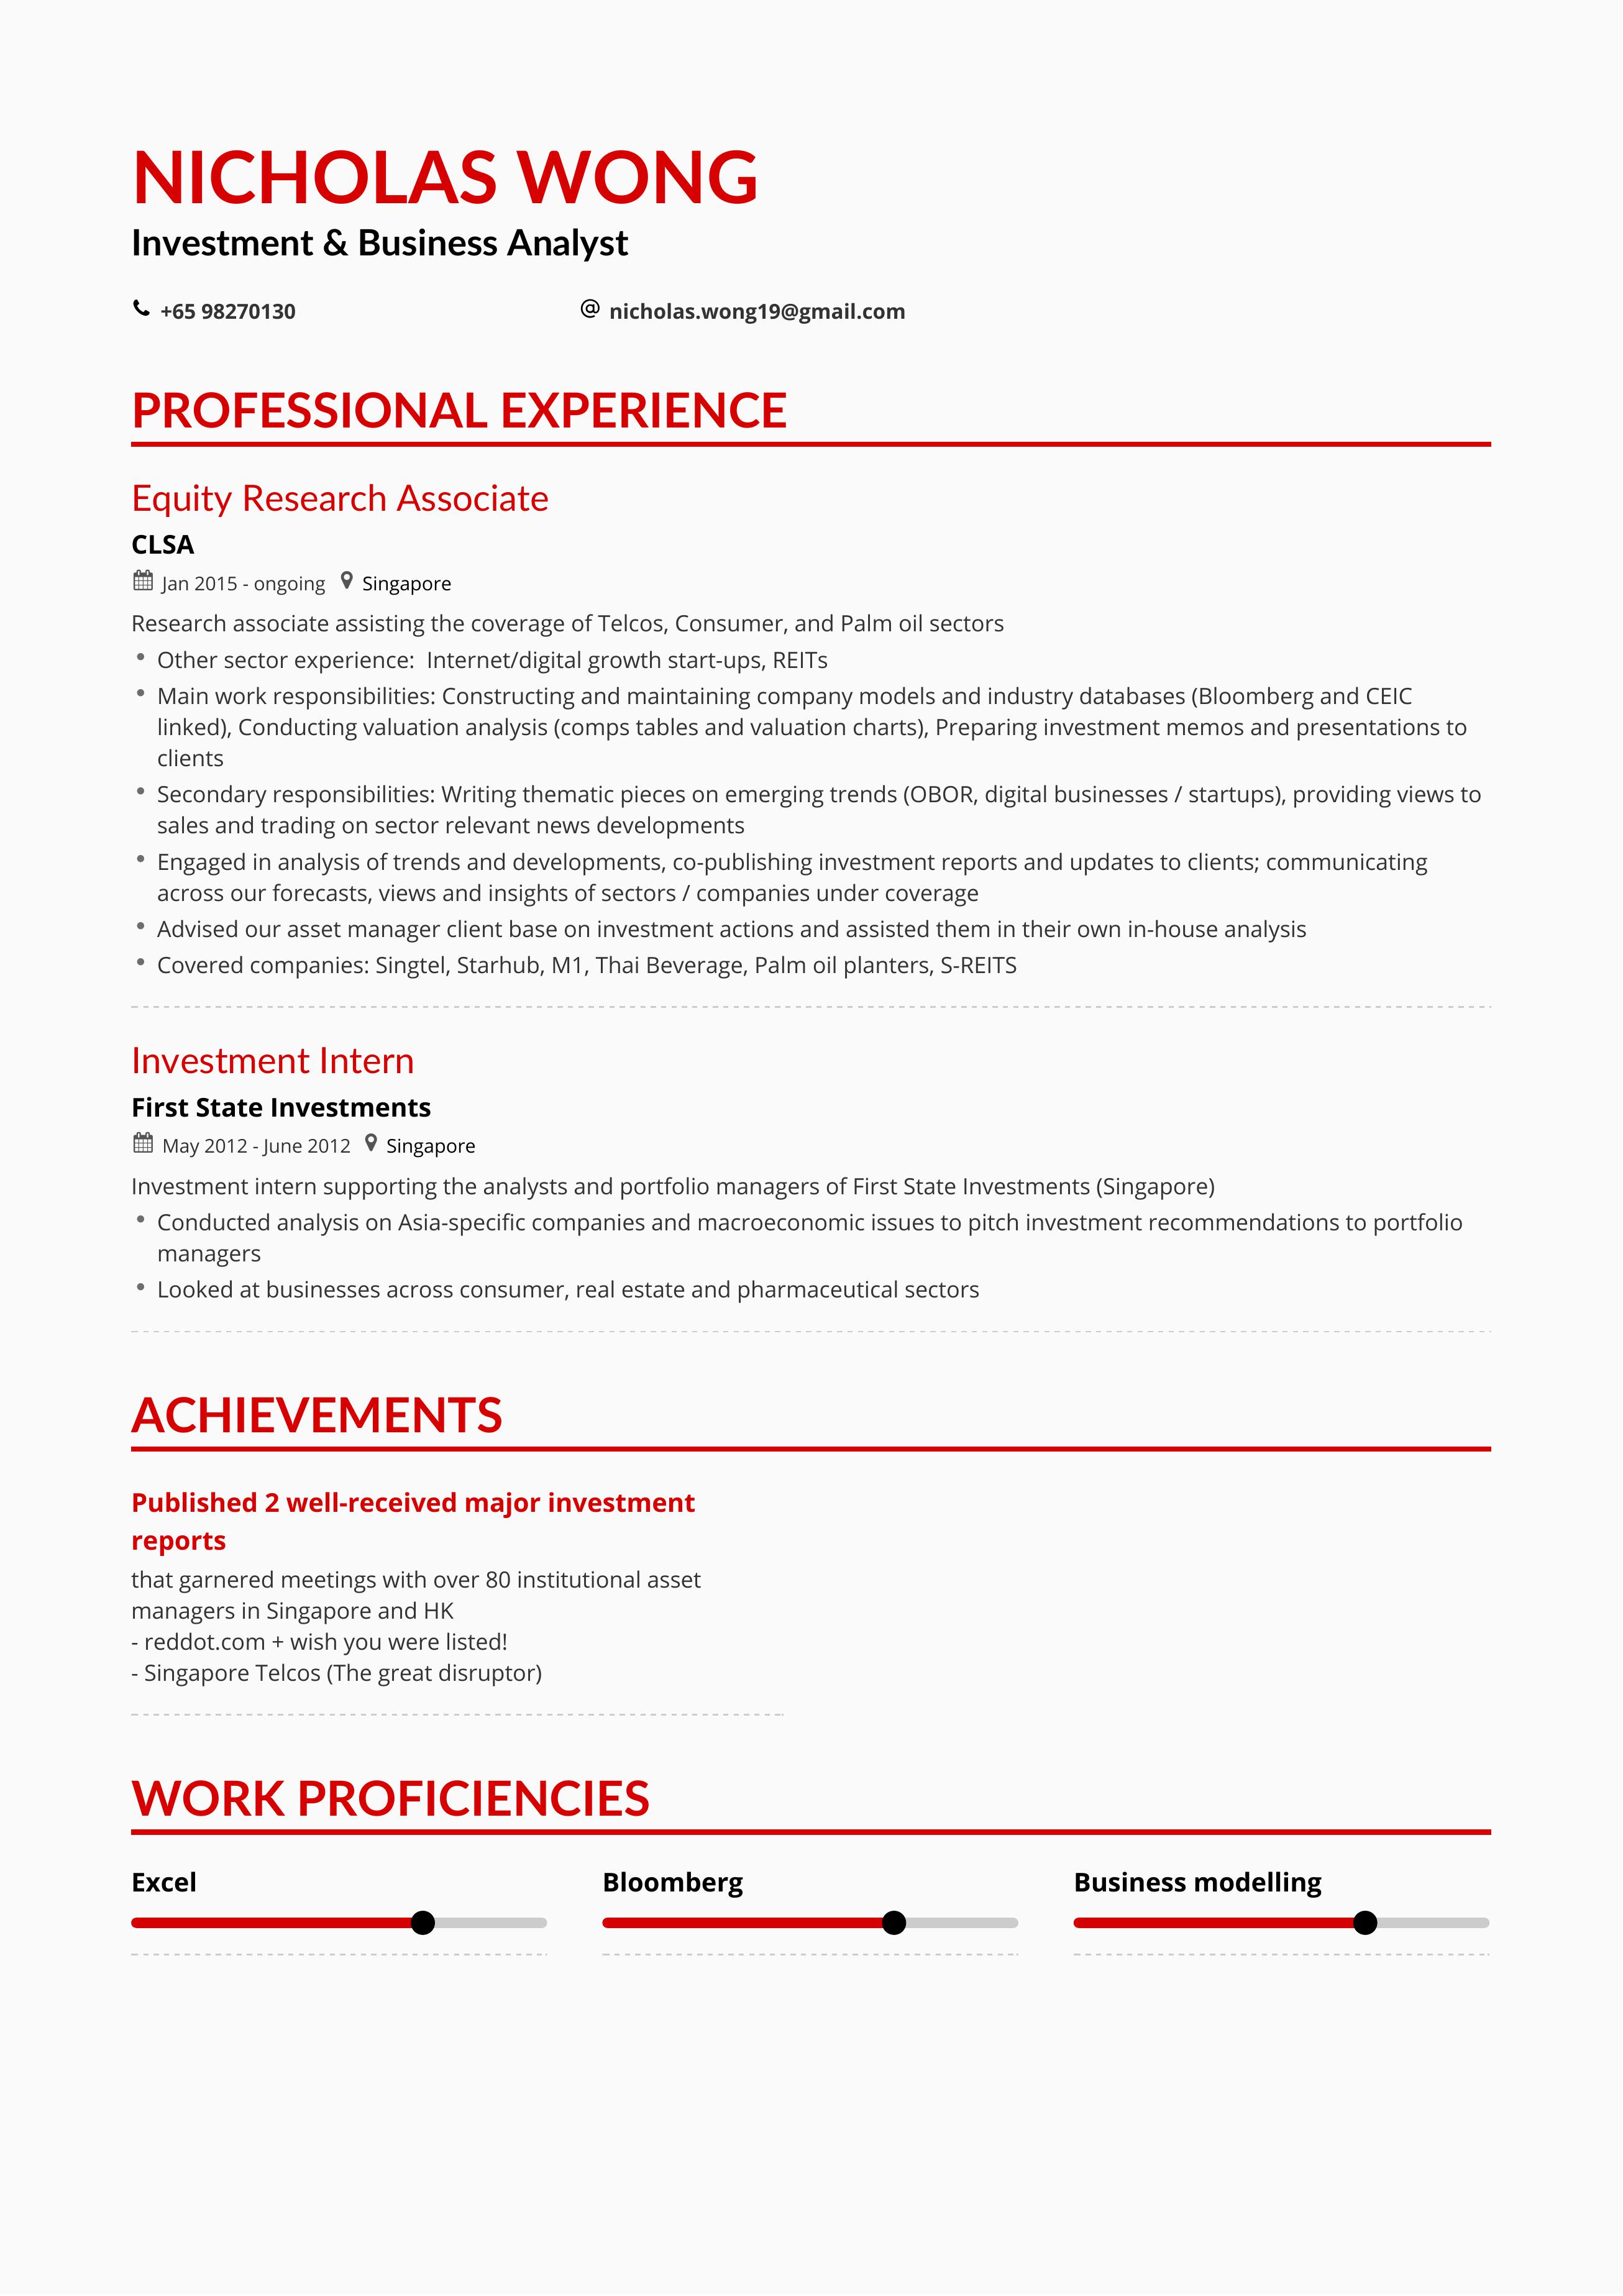 NICHOLAS WONG
Investment & Business Analyst
+65 98270130 @ nicholas.wong19@gmail.com
PROFESSIONAL EXPERIENCE
Equity Research Associate
CLSA
Jan 2015 - ongoing Singapore
Research associate assisting the coverage of Telcos, Consumer, and Palm oil sectors
• Other sector experience:  Internet/digital growth start-ups, REITs
• Main work responsibilities: Constructing and maintaining company models and industry databases (Bloomberg and CEIC
linked), Conducting valuation analysis (comps tables and valuation charts), Preparing investment memos and presentations to
clients
• Secondary responsibilities: Writing thematic pieces on emerging trends (OBOR, digital businesses / startups), providing views to
sales and trading on sector relevant news developments
• Engaged in analysis of trends and developments, co-publishing investment reports and updates to clients; communicating
across our forecasts, views and insights of sectors / companies under coverage
• Advised our asset manager client base on investment actions and assisted them in their own in-house analysis
• Covered companies: Singtel, Starhub, M1, Thai Beverage, Palm oil planters, S-REITS
Investment Intern
First State Investments
May 2012 - June 2012 Singapore
Investment intern supporting the analysts and portfolio managers of First State Investments (Singapore)
• Conducted analysis on Asia-specific companies and macroeconomic issues to pitch investment recommendations to portfolio
managers
• Looked at businesses across consumer, real estate and pharmaceutical sectors
ACHIEVEMENTS
Published 2 well-received major investment
reports
that garnered meetings with over 80 institutional asset
managers in Singapore and HK
- reddot.com + wish you were listed!
- Singapore Telcos (The great disruptor)
WORK PROFICIENCIES
Excel Bloomberg Business modelling